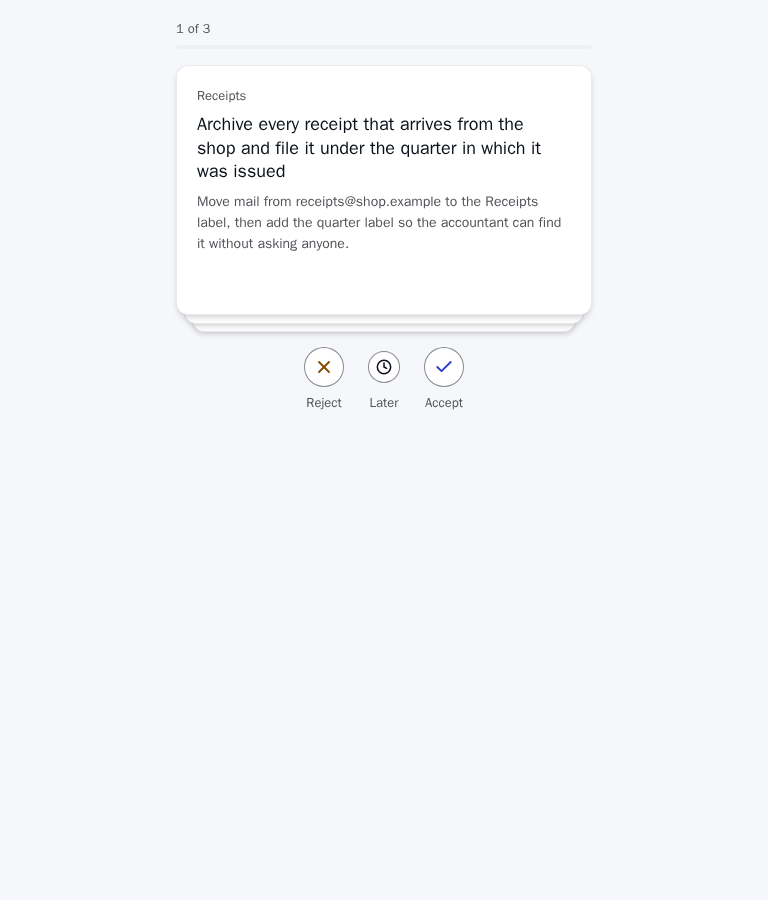 1 of 3
Receipts
Archive every receipt that arrives from the
shop and file it under the quarter in which it
was issued
Move mail from receipts@shop.example to the Receipts
label, then add the quarter label so the accountant can find
it without asking anyone.
Reject
Later
Accept